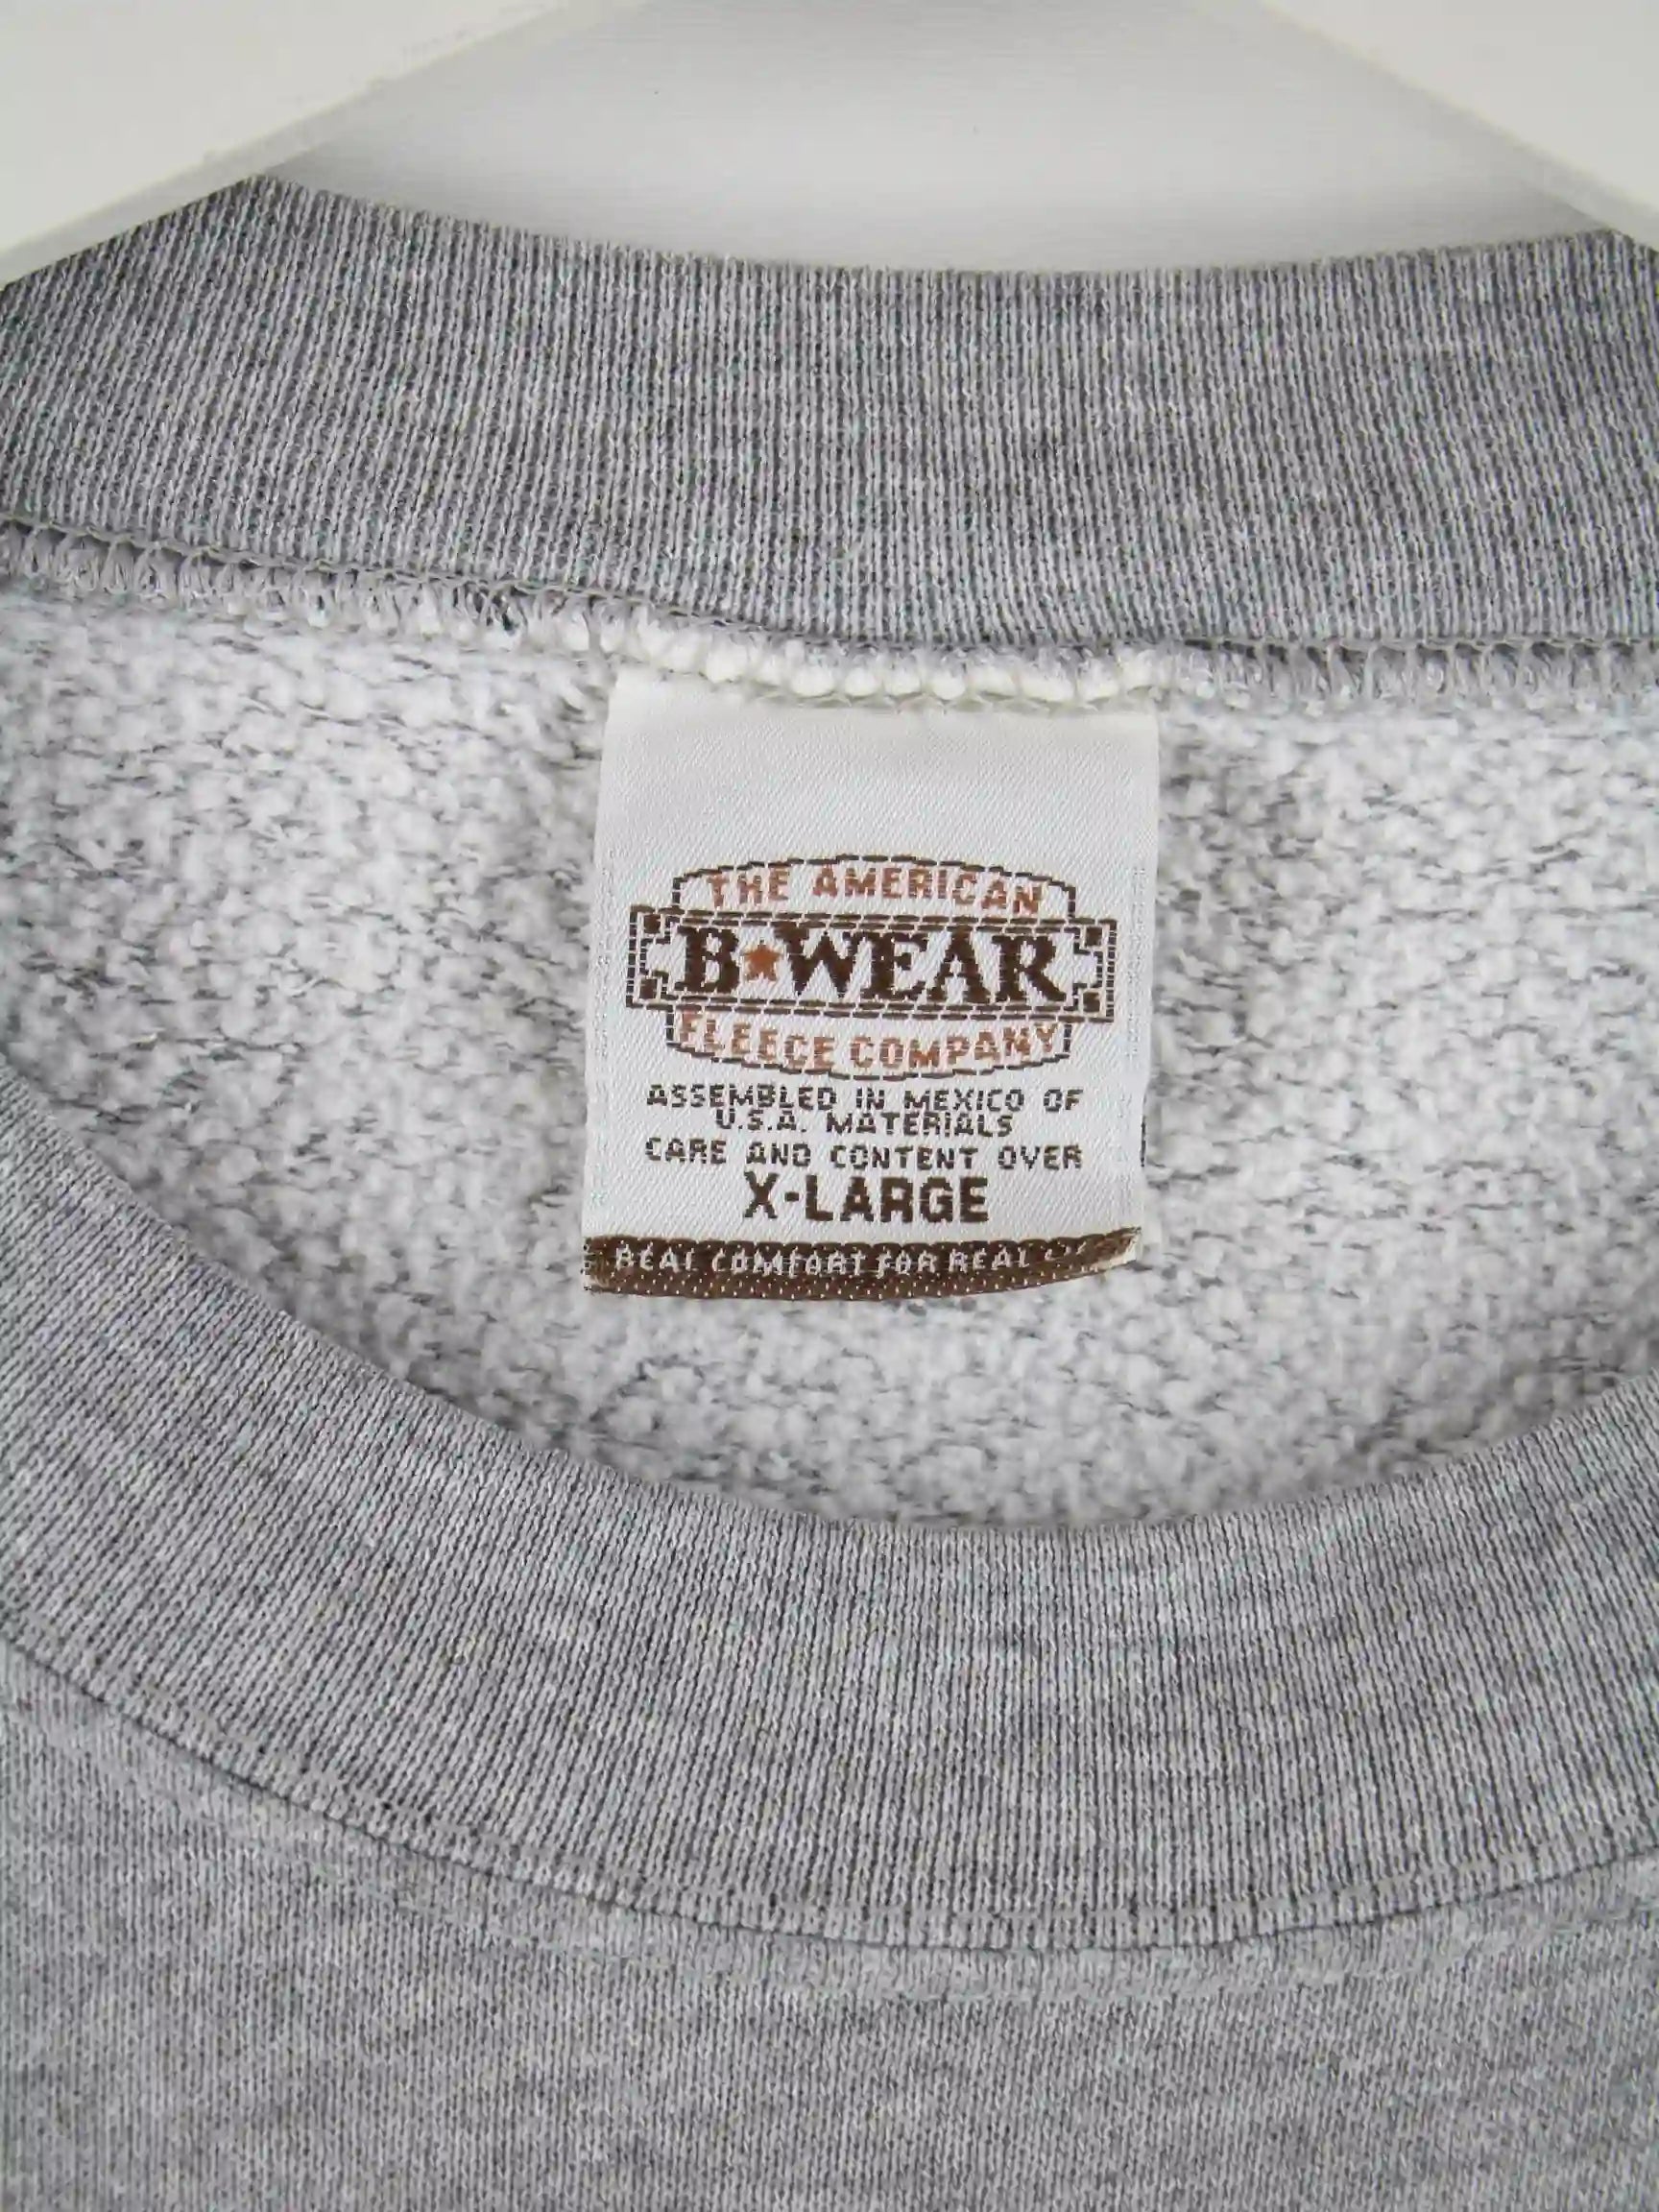 THE AMERICAN
B★WEAR
FLEECE COMPANY
ASSEMBLED IN MEXICO OF
U.S.A. MATERIALS
CARE AND CONTENT OVER
X-LARGE
REAL COMFORT FOR REAL